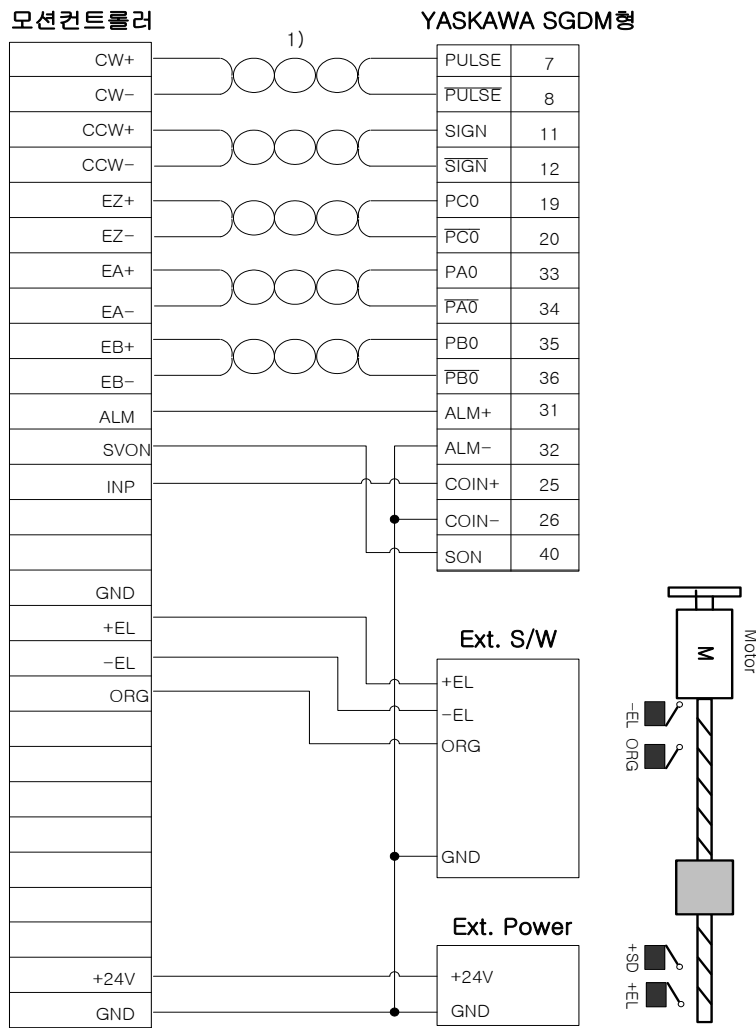 모션컨트롤러
YASKAWA SGDM형
1)
CW+
CW-
CCW+
CCW-
EZ+
EZ-
EA+
EA-
EB+
EB-
ALM
SVON
INP
GND
+EL
-EL
ORG
+24V
GND
PULSE 7
PULSE 8
SIGN 11
SIGN 12
PC0 19
PC0 20
PA0 33
PA0 34
PB0 35
PB0 36
ALM+ 31
ALM- 32
COIN+ 25
COIN- 26
SON 40
Ext. S/W
+EL
-EL
ORG
GND
Ext. Power
+24V
GND
Motor
M
-EL
ORG
+SD
+EL